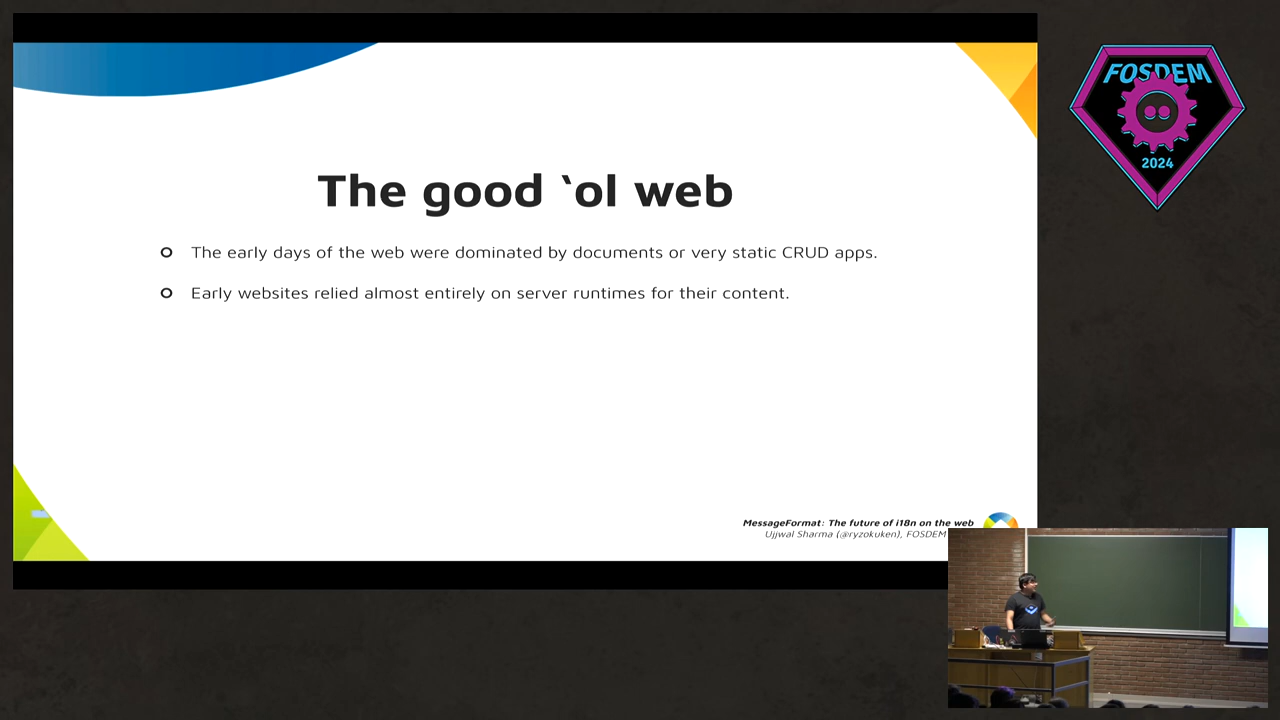 The good `ol web
o The early days of the web were dominated by documents or very static CRUD apps.
o Early websites relied almost entirely on server runtimes for their content.
MessageFormat: The future of i18n on the web
Ujjwal Sharma (@ryzokuken), FOSDEM
FOSDEM
2024